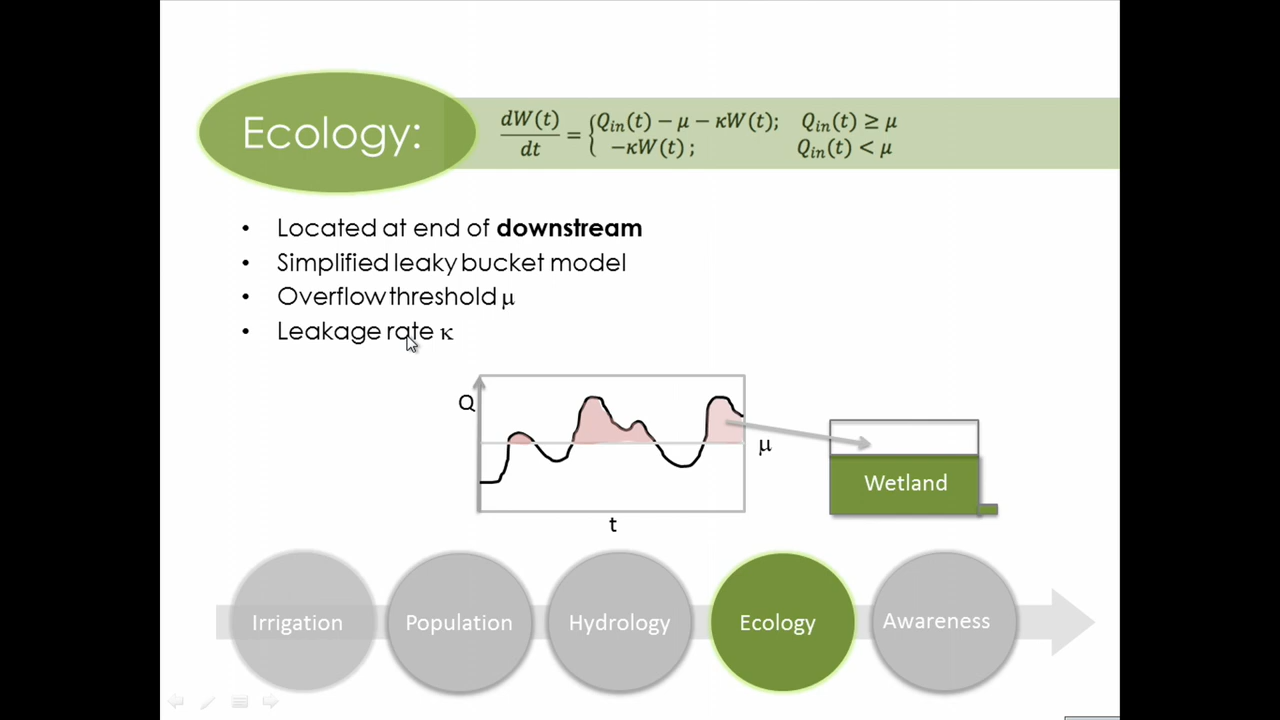 Ecology:
dW(t)/dt = { Q_in(t) − μ − κW(t);   Q_in(t) ≥ μ
−κW(t) ;   Q_in(t) < μ
• Located at end of downstream
• Simplified leaky bucket model
• Overflow threshold μ
• Leakage rate κ
Q
μ
Wetland
t
Irrigation
Population
Hydrology
Ecology
Awareness